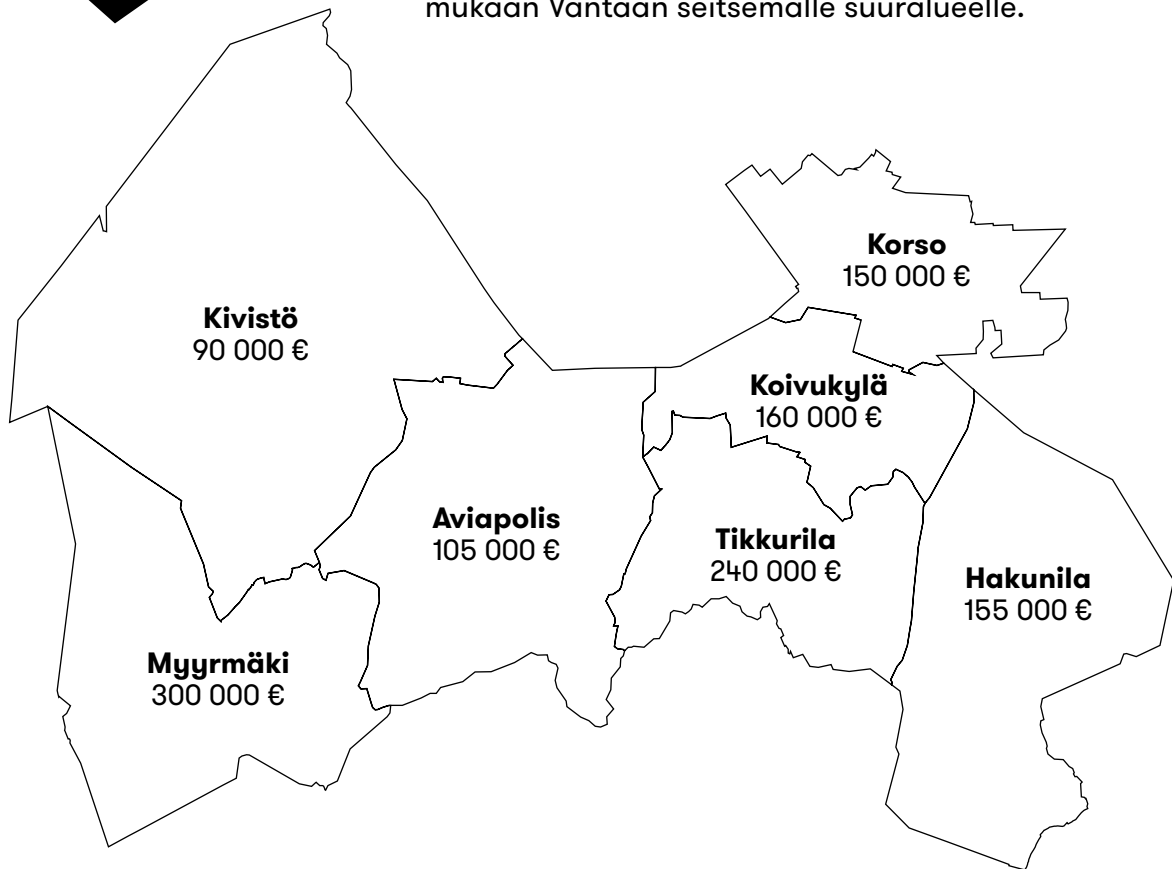 mukaan Vantaan seitsemälle suuralueelle.
Korso
150 000 €
Kivistö
90 000 €
Koivukylä
160 000 €
Aviapolis
105 000 €
Tikkurila
240 000 €
Hakunila
155 000 €
Myyrmäki
300 000 €